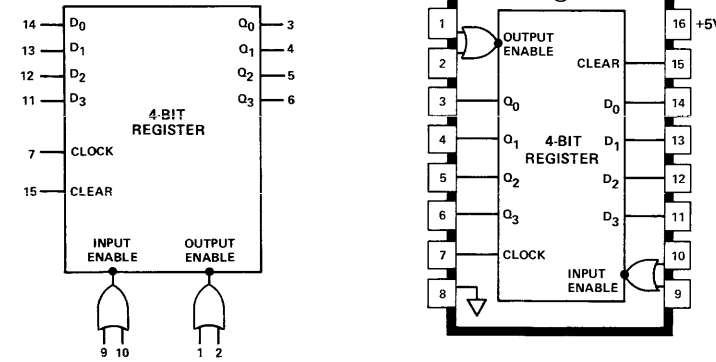 14 D0 Q0 3
13 D1 Q1 4
12 D2 Q2 5
11 D3 Q3 6
4-BIT
REGISTER
7 CLOCK
15 CLEAR
INPUT
ENABLE
OUTPUT
ENABLE
9 10
1 2
1
OUTPUT
ENABLE
16 +5V
2
CLEAR 15
3 Q0
D0 14
4 Q1
4-BIT
REGISTER
D1 13
5 Q2
D2 12
6 Q3
D3 11
7 CLOCK
10
INPUT
ENABLE
8
9